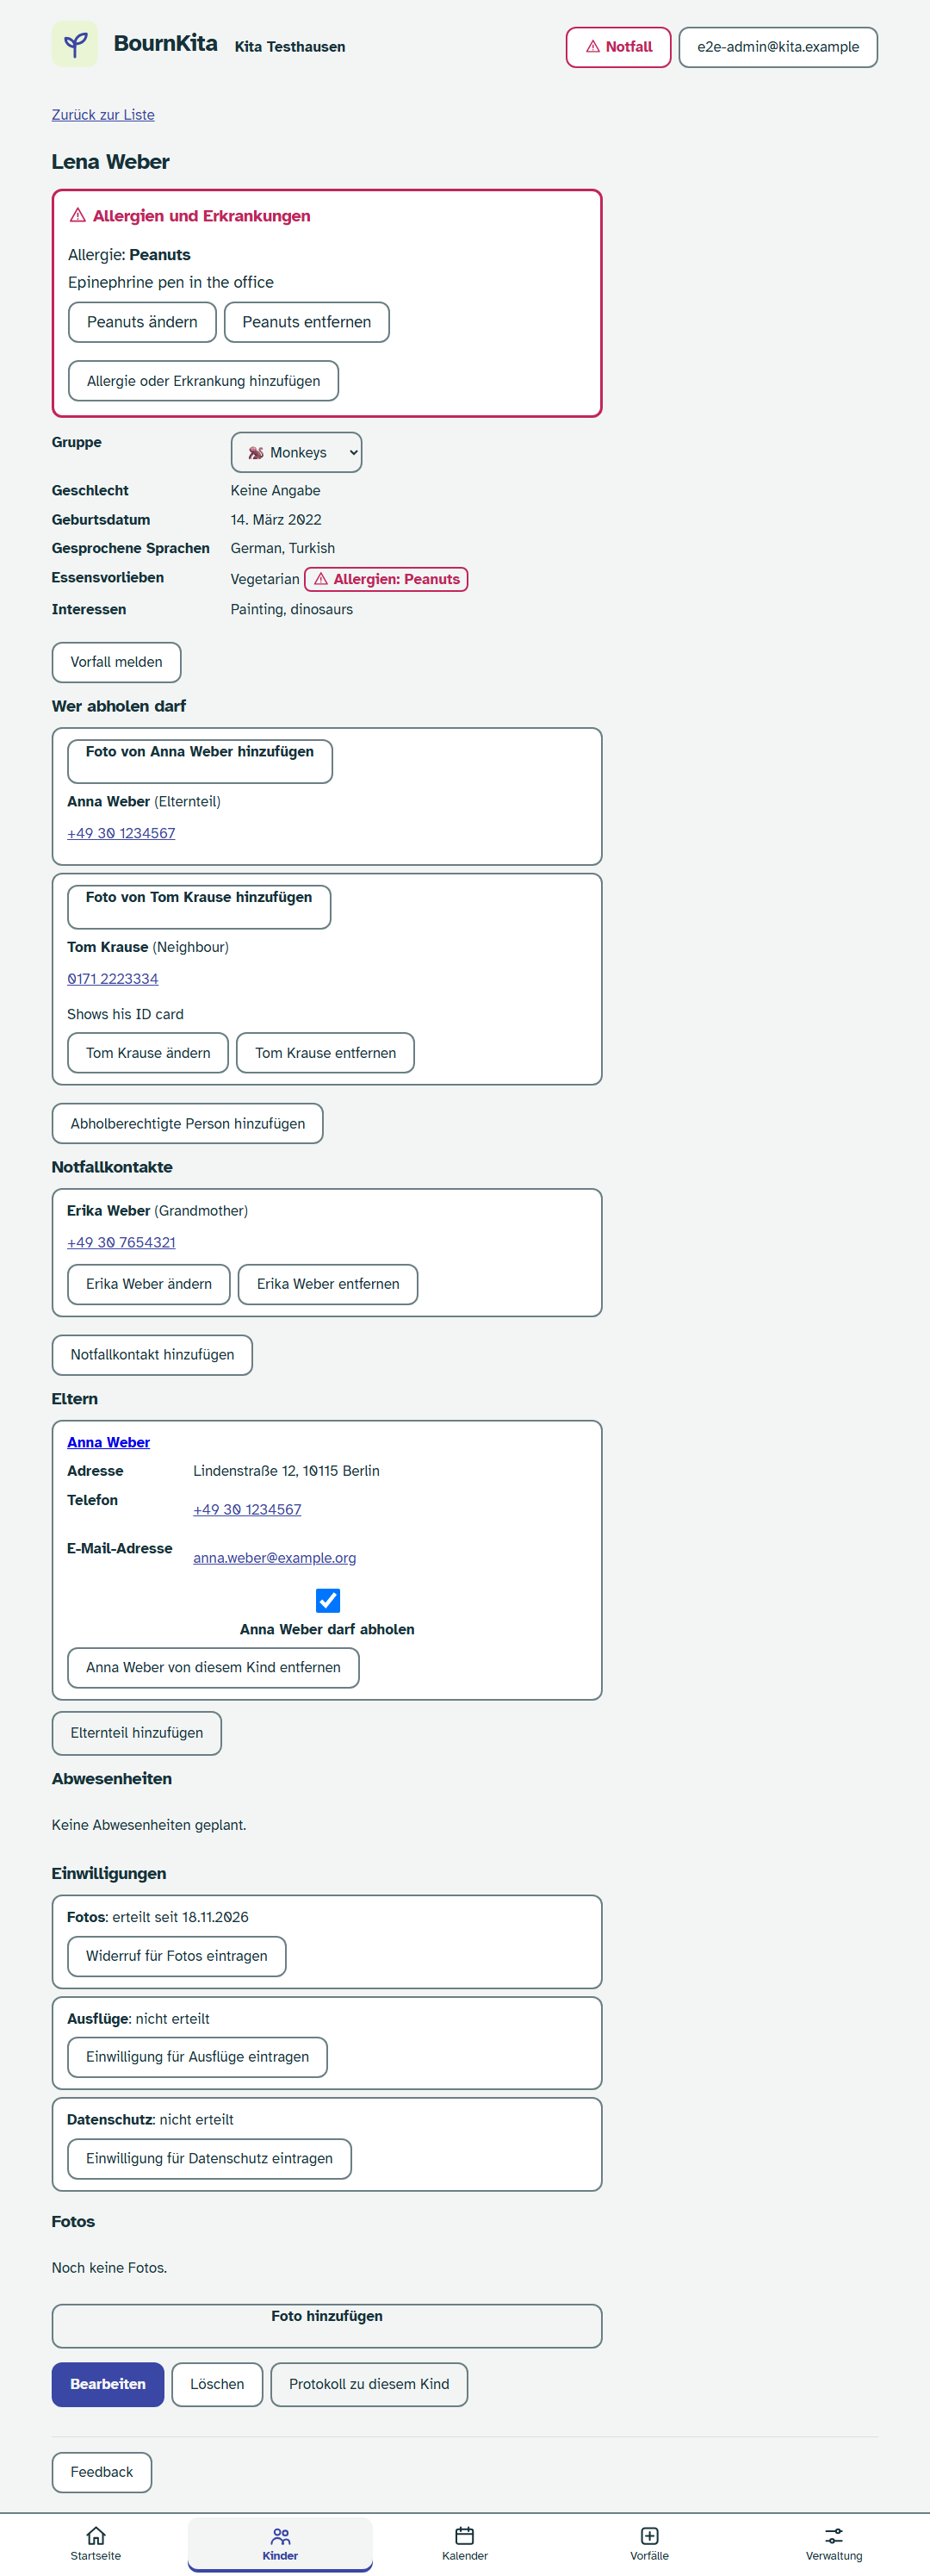 BournKita Kita Testhausen Notfall e2e-admin@kita.example
Zurück zur Liste
Lena Weber
Allergien und Erkrankungen
Allergie: Peanuts
Epinephrine pen in the office
Peanuts ändern Peanuts entfernen
Allergie oder Erkrankung hinzufügen
Gruppe Monkeys
Geschlecht Keine Angabe
Geburtsdatum 14. März 2022
Gesprochene Sprachen German, Turkish
Essensvorlieben Vegetarian Allergien: Peanuts
Interessen Painting, dinosaurs
Vorfall melden
Wer abholen darf
Foto von Anna Weber hinzufügen
Anna Weber (Elternteil)
+49 30 1234567
Foto von Tom Krause hinzufügen
Tom Krause (Neighbour)
0171 2223334
Shows his ID card
Tom Krause ändern Tom Krause entfernen
Abholberechtigte Person hinzufügen
Notfallkontakte
Erika Weber (Grandmother)
+49 30 7654321
Erika Weber ändern Erika Weber entfernen
Notfallkontakt hinzufügen
Eltern
Anna Weber
Adresse Lindenstraße 12, 10115 Berlin
Telefon +49 30 1234567
E-Mail-Adresse anna.weber@example.org
Anna Weber darf abholen
Anna Weber von diesem Kind entfernen
Elternteil hinzufügen
Abwesenheiten
Keine Abwesenheiten geplant.
Einwilligungen
Fotos: erteilt seit 18.11.2026
Widerruf für Fotos eintragen
Ausflüge: nicht erteilt
Einwilligung für Ausflüge eintragen
Datenschutz: nicht erteilt
Einwilligung für Datenschutz eintragen
Fotos
Noch keine Fotos.
Foto hinzufügen
Bearbeiten Löschen Protokoll zu diesem Kind
Feedback
Startseite Kinder Kalender Vorfälle Verwaltung